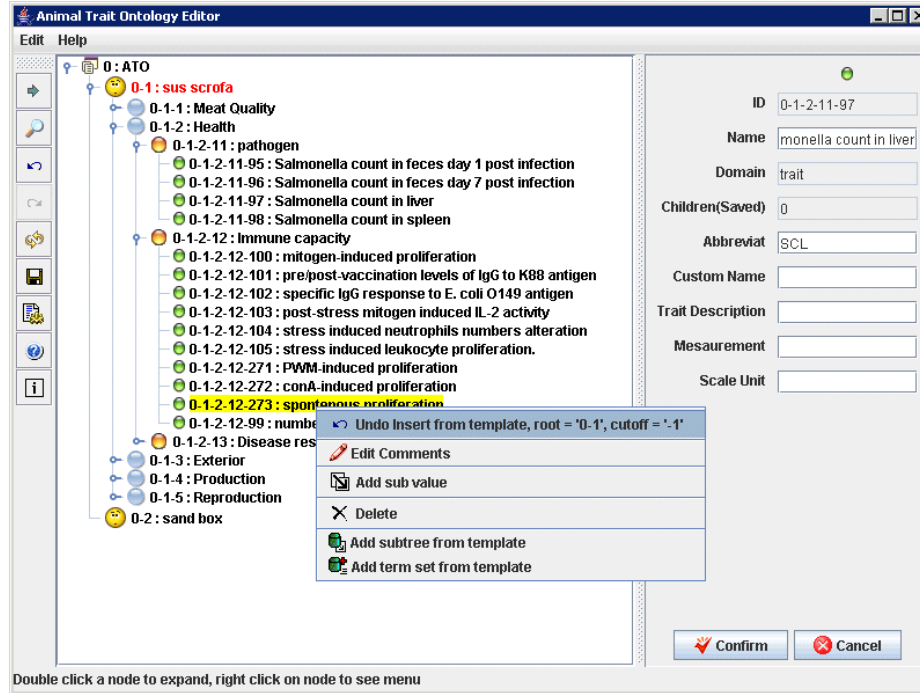 Animal Trait Ontology Editor
Edit Help
0 : ATO
0-1 : sus scrofa
0-1-1 : Meat Quality
0-1-2 : Health
0-1-2-11 : pathogen
0-1-2-11-95 : Salmonella count in feces day 1 post infection
0-1-2-11-96 : Salmonella count in feces day 7 post infection
0-1-2-11-97 : Salmonella count in liver
0-1-2-11-98 : Salmonella count in spleen
0-1-2-12 : Immune capacity
0-1-2-12-100 : mitogen-induced proliferation
0-1-2-12-101 : pre/post-vaccination levels of IgG to K88 antigen
0-1-2-12-102 : specific IgG response to E. coli O149 antigen
0-1-2-12-103 : post-stress mitogen induced IL-2 activity
0-1-2-12-104 : stress induced neutrophils numbers alteration
0-1-2-12-105 : stress induced leukocyte proliferation.
0-1-2-12-271 : PWM-induced proliferation
0-1-2-12-272 : conA-induced proliferation
0-1-2-12-273 : spontenous proliferation
0-1-2-12-99 : numbe
0-1-2-13 : Disease res
0-1-3 : Exterior
0-1-4 : Production
0-1-5 : Reproduction
0-2 : sand box
Undo Insert from template, root = '0-1', cutoff = '-1'
Edit Comments
Add sub value
Delete
Add subtree from template
Add term set from template
ID 0-1-2-11-97
Name monella count in liver
Domain trait
Children(Saved) 0
Abbreviat SCL
Custom Name
Trait Description
Mesaurement
Scale Unit
Confirm Cancel
Double click a node to expand, right click on node to see menu